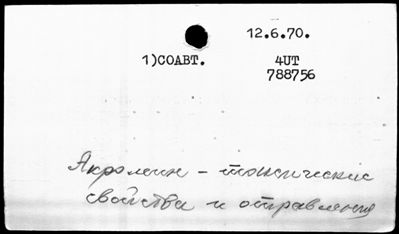 12.6.70.
1)СОАВТ. 4UT
788756
Акролеин - токсические
свойства и отравления